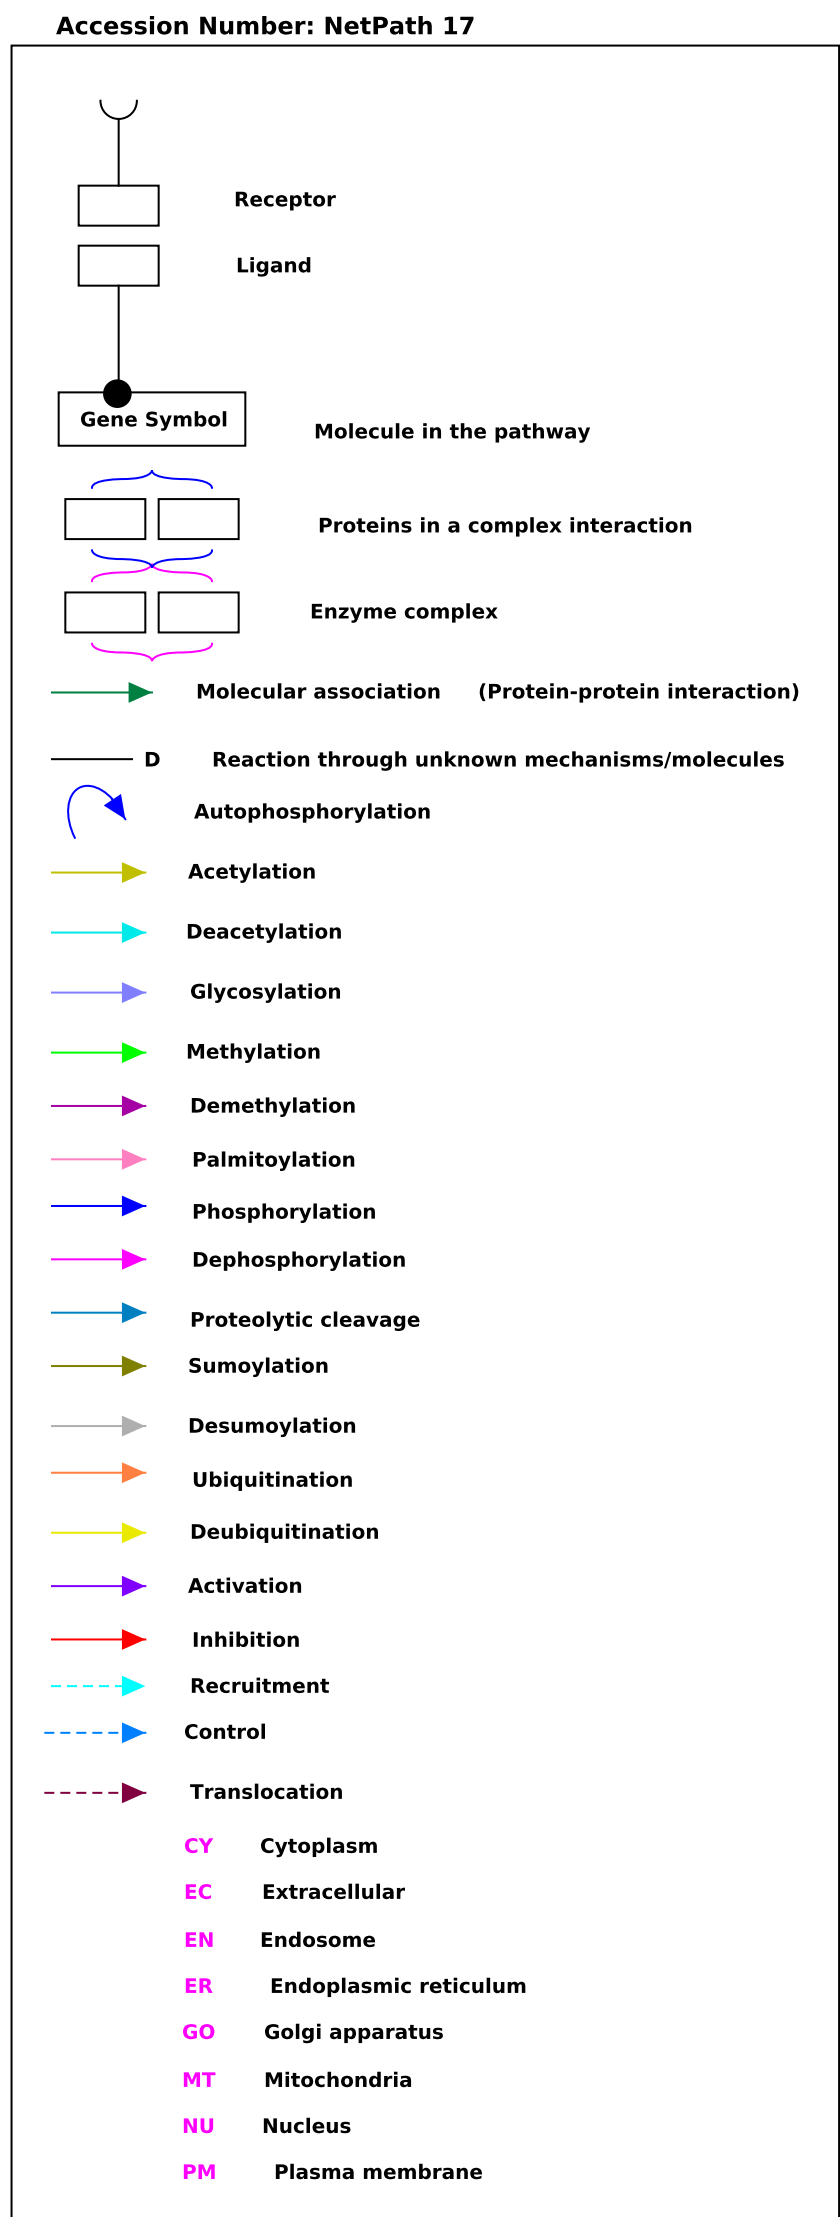 Accession Number: NetPath 17
Receptor
Ligand
Gene Symbol
Molecule in the pathway
Proteins in a complex interaction
Enzyme complex
Molecular association (Protein-protein interaction)
D Reaction through unknown mechanisms/molecules
Autophosphorylation
Acetylation
Deacetylation
Glycosylation
Methylation
Demethylation
Palmitoylation
Phosphorylation
Dephosphorylation
Proteolytic cleavage
Sumoylation
Desumoylation
Ubiquitination
Deubiquitination
Activation
Inhibition
Recruitment
Control
Translocation
CY Cytoplasm
EC Extracellular
EN Endosome
ER Endoplasmic reticulum
GO Golgi apparatus
MT Mitochondria
NU Nucleus
PM Plasma membrane